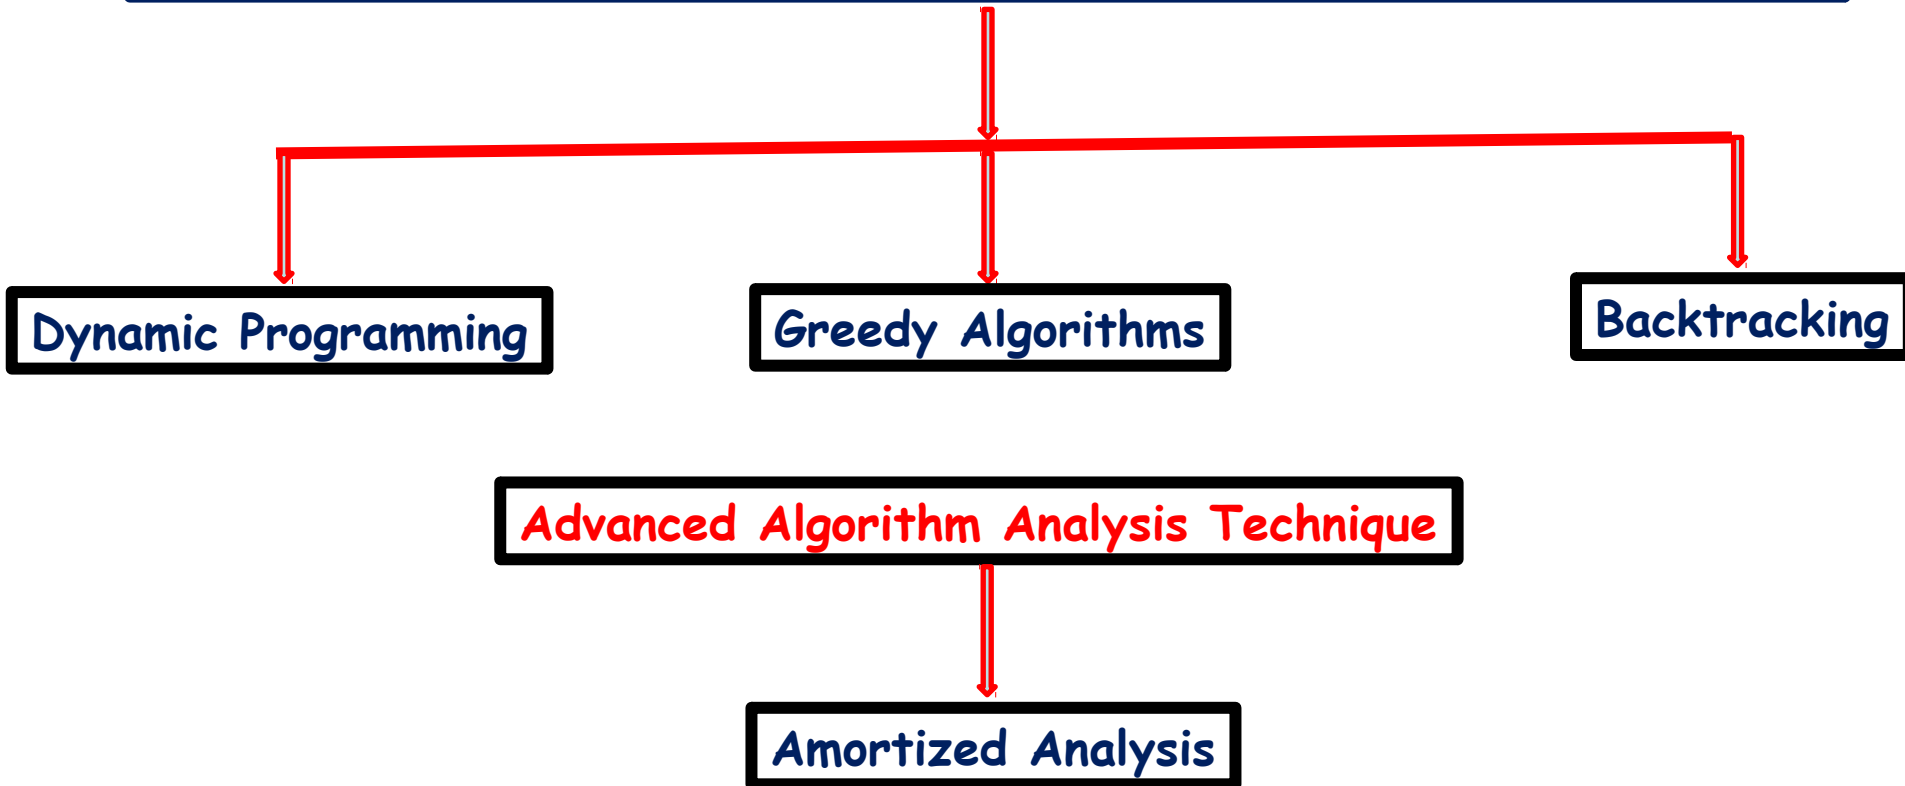 Dynamic Programming
Greedy Algorithms
Backtracking
Advanced Algorithm Analysis Technique
Amortized Analysis